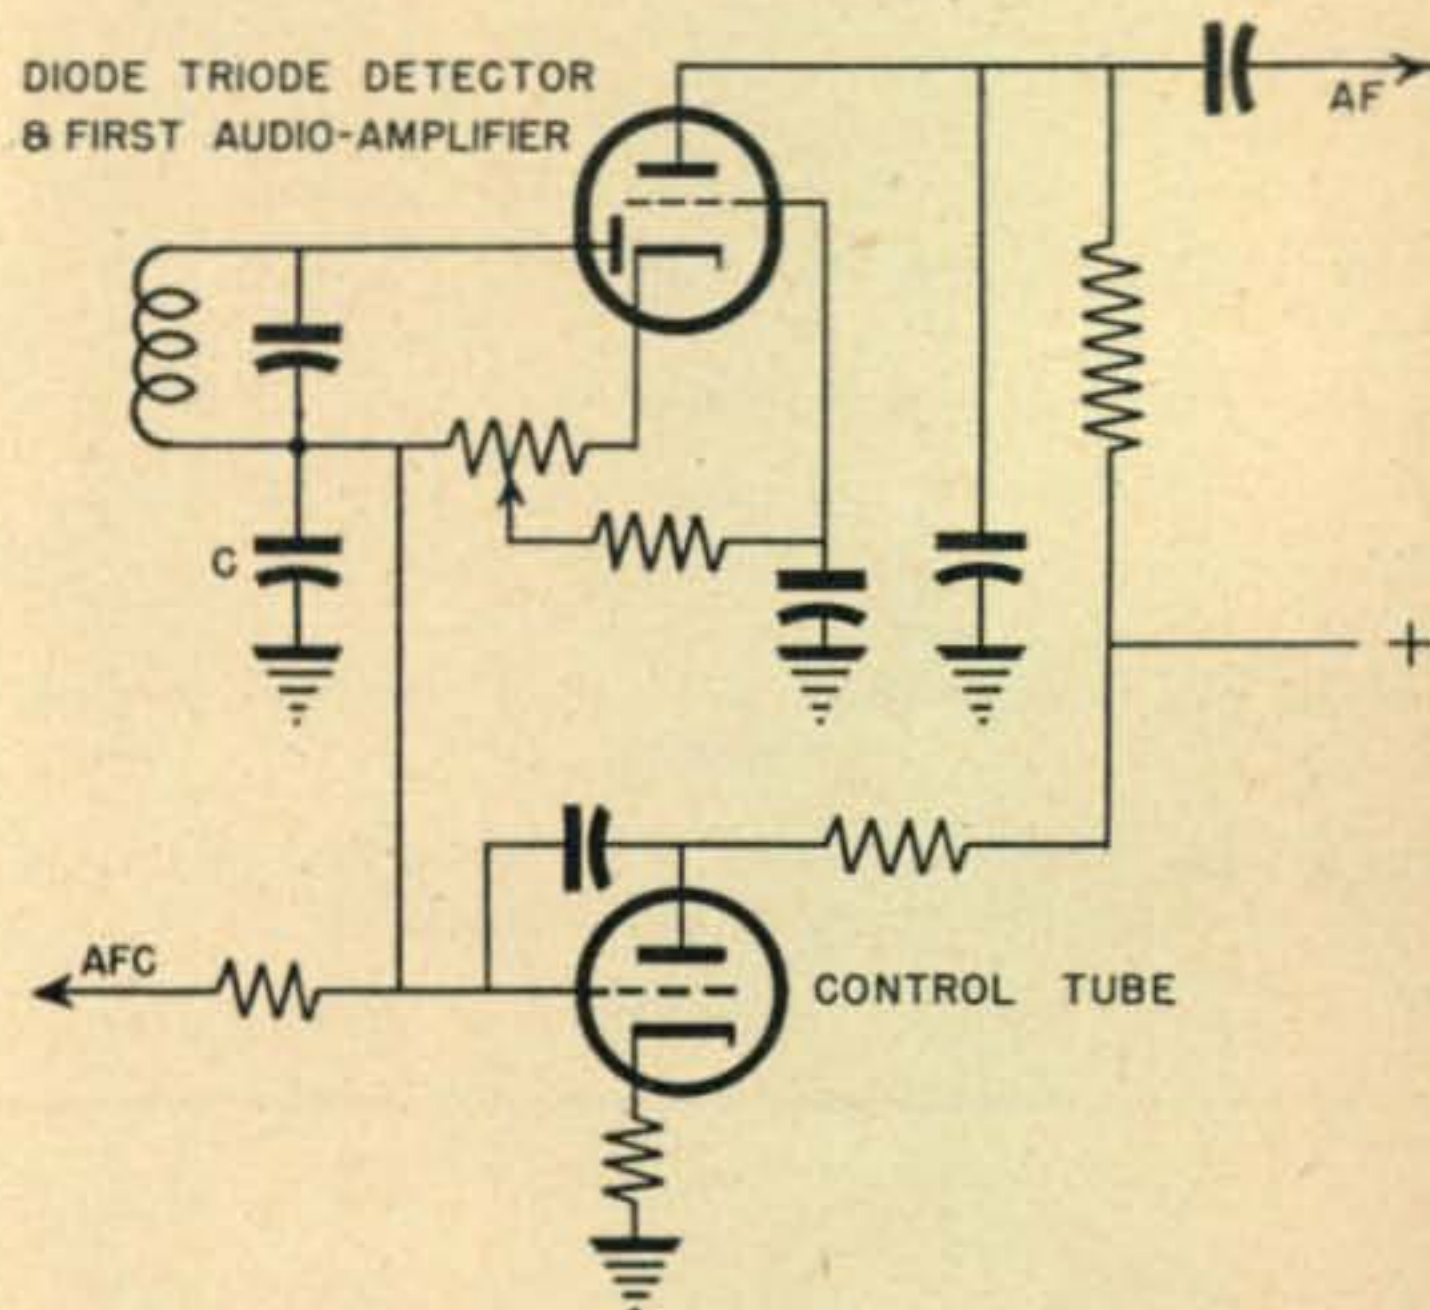 DIODE TRIODE DETECTOR
& FIRST AUDIO-AMPLIFIER
AF
C
+
AFC
CONTROL TUBE